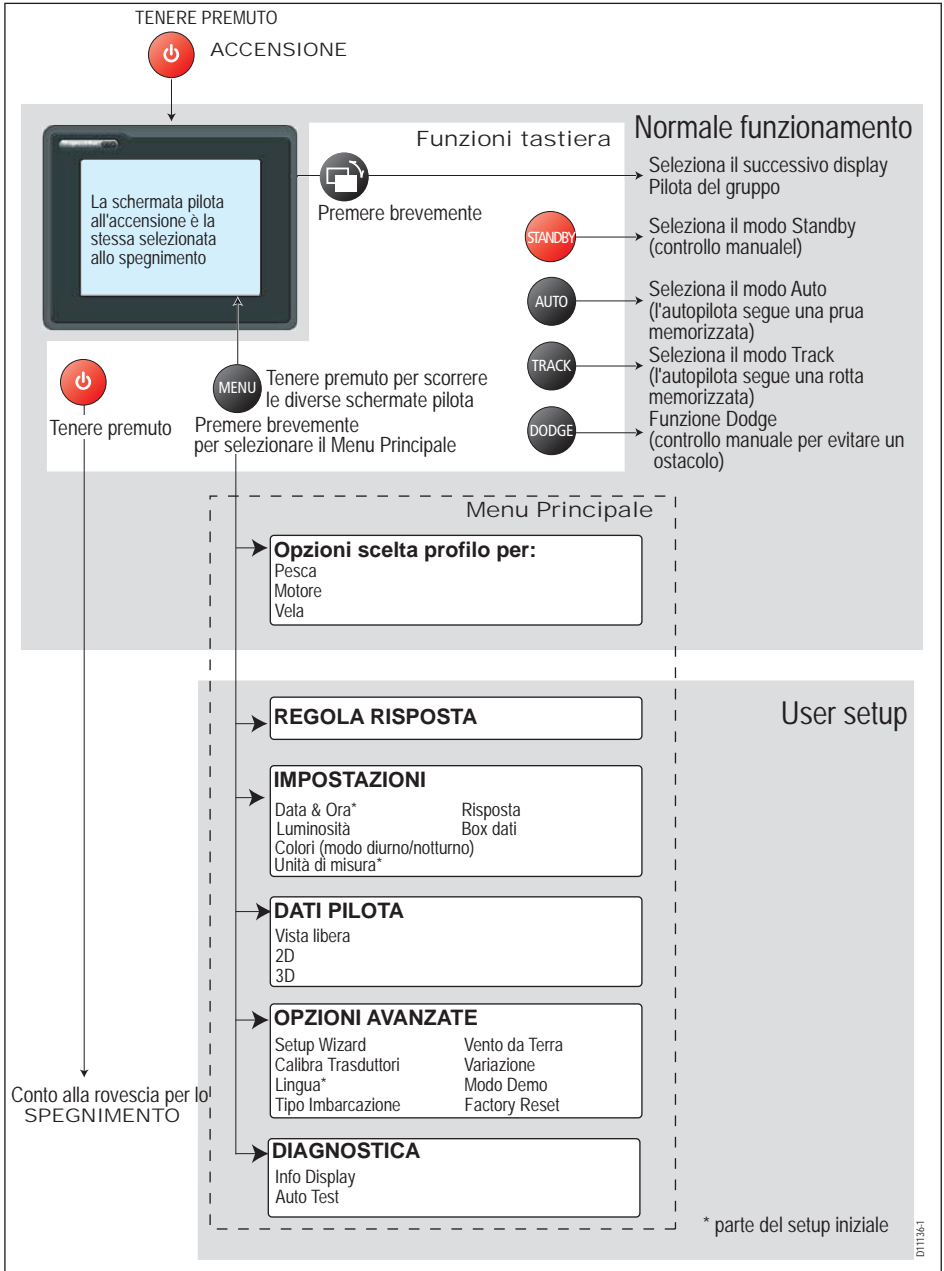 TENERE PREMUTO
ACCENSIONE
Normale funzionamento
Funzioni tastiera
La schermata pilota
all'accensione è la
stessa selezionata
allo spegnimento
Premere brevemente
Seleziona il successivo display
Pilota del gruppo
STANDBY
Seleziona il modo Standby
(controllo manualel)
AUTO
Seleziona il modo Auto
(l'autopilota segue una prua
memorizzata)
TRACK
Seleziona il modo Track
(l'autopilota segue una rotta
memorizzata)
DODGE
Funzione Dodge
(controllo manuale per evitare un
ostacolo)
Tenere premuto
MENU
Tenere premuto per scorrere
le diverse schermate pilota
Premere brevemente
per selezionare il Menu Principale
Menu Principale
Opzioni scelta profilo per:
Pesca
Motore
Vela
User setup
REGOLA RISPOSTA
IMPOSTAZIONI
Data & Ora* Risposta
Luminosità Box dati
Colori (modo diurno/notturno)
Unità di misura*
DATI PILOTA
Vista libera
2D
3D
OPZIONI AVANZATE
Setup Wizard Vento da Terra
Calibra Trasduttori Variazione
Lingua* Modo Demo
Tipo Imbarcazione Factory Reset
Conto alla rovescia per lo
SPEGNIMENTO
DIAGNOSTICA
Info Display
Auto Test
* parte del setup iniziale
D11136-1